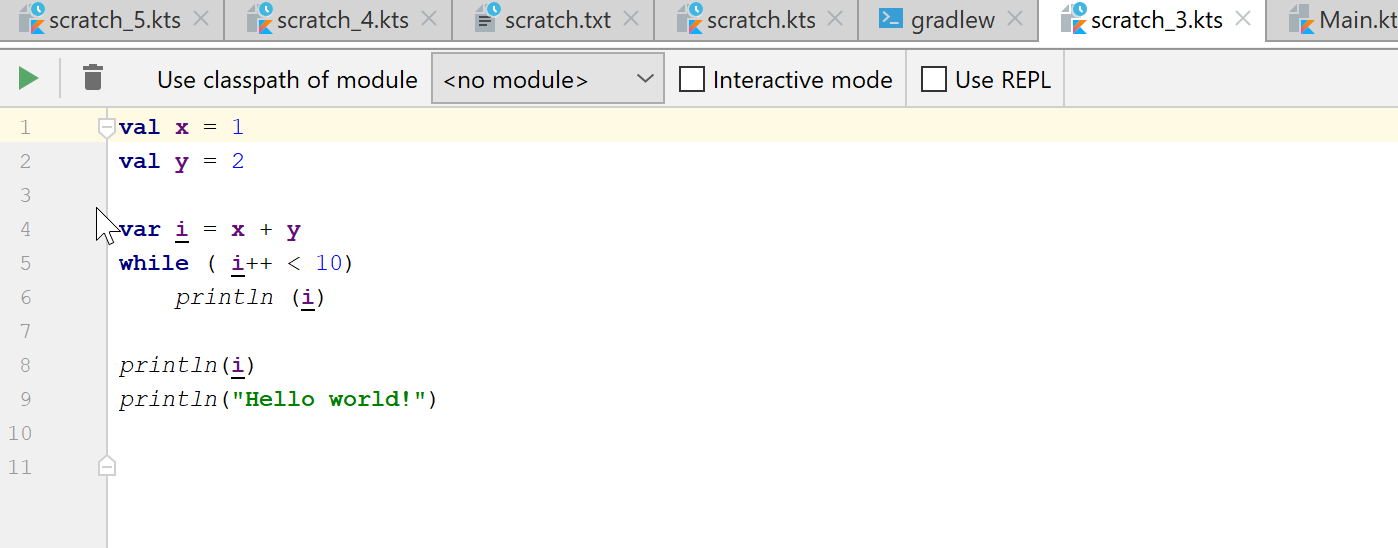 scratch_5.kts scratch_4.kts scratch.txt scratch.kts gradlew scratch_3.kts Main.kt
Use classpath of module <no module> Interactive mode Use REPL
1 val x = 1
2 val y = 2
3
4 var i = x + y
5 while ( i++ < 10)
6     println (i)
7
8 println(i)
9 println("Hello world!")
10
11